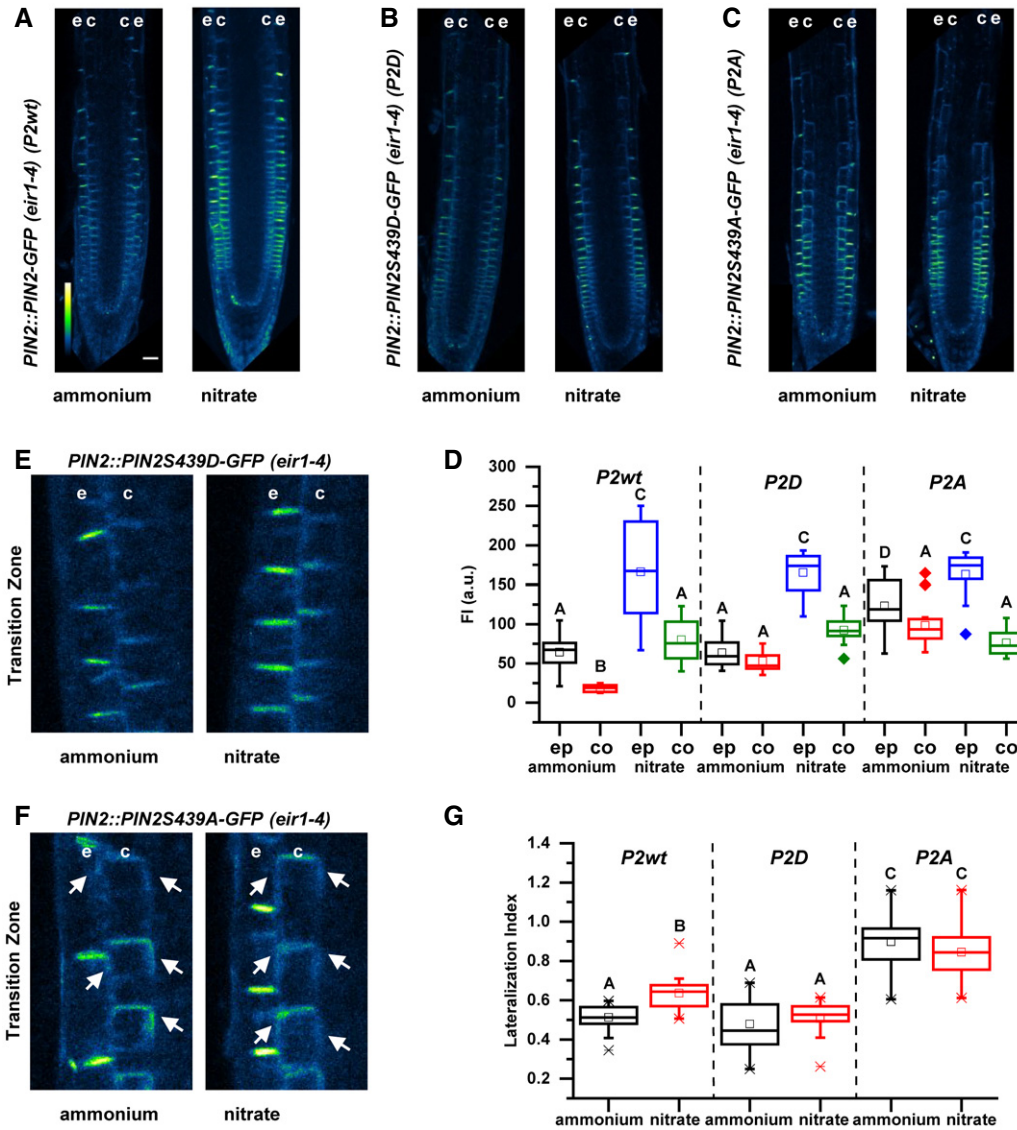 A
B
C
PIN2::PIN2-GFP (eir1-4) (P2wt)
e c c e
e c c e
ammonium nitrate
PIN2::PIN2S439D-GFP (eir1-4) (P2D)
e c c e
e c c e
ammonium nitrate
PIN2::PIN2S439A-GFP (eir1-4) (P2A)
e c c e
e c c e
ammonium nitrate
E
PIN2::PIN2S439D-GFP (eir1-4)
Transition Zone
e c
e c
ammonium nitrate
D
FI (a.u.)
300
250
200
150
100
50
0
P2wt P2D P2A
A B C A A A C A D A C A
ep co ep co ep co ep co ep co ep co
ammonium nitrate ammonium nitrate ammonium nitrate
F
PIN2::PIN2S439A-GFP (eir1-4)
Transition Zone
e c
e c
ammonium nitrate
G
Lateralization Index
1.4
1.2
1.0
0.8
0.6
0.4
0.2
P2wt P2D P2A
A B A A C C
ammonium nitrate ammonium nitrate ammonium nitrate